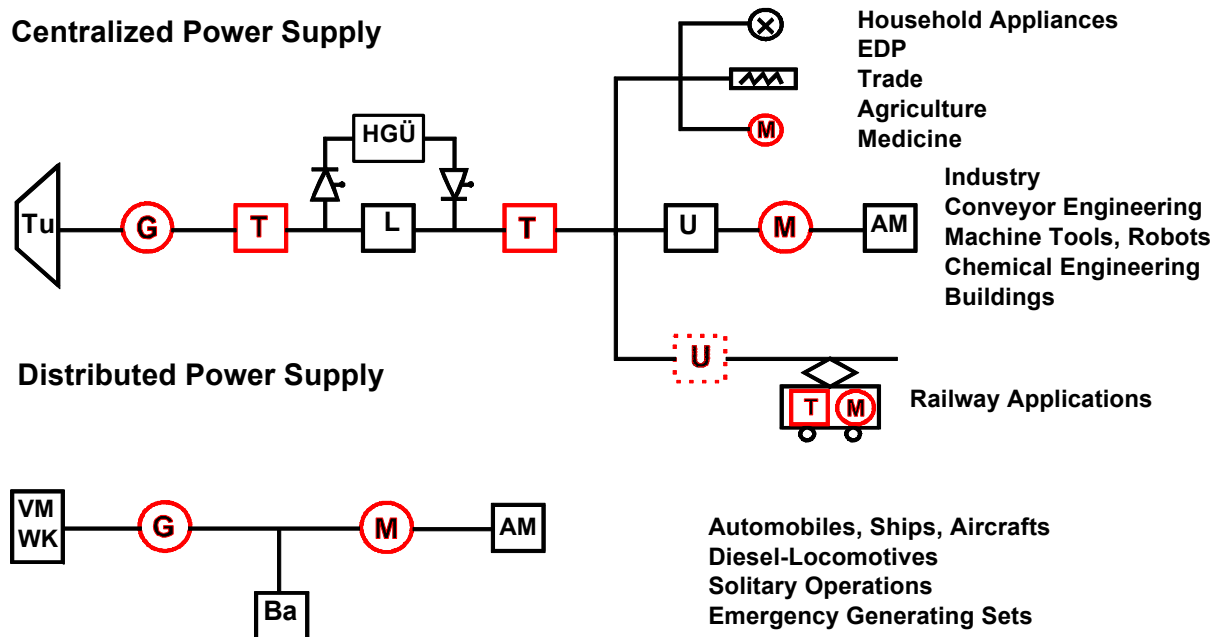 Centralized Power Supply
Household Appliances
EDP
Trade
Agriculture
Medicine
M
HGÜ
Tu
G
T
L
T
U
M
AM
Industry
Conveyor Engineering
Machine Tools, Robots
Chemical Engineering
Buildings
U
T
M
Railway Applications
Distributed Power Supply
VM
WK
G
M
AM
Ba
Automobiles, Ships, Aircrafts
Diesel-Locomotives
Solitary Operations
Emergency Generating Sets